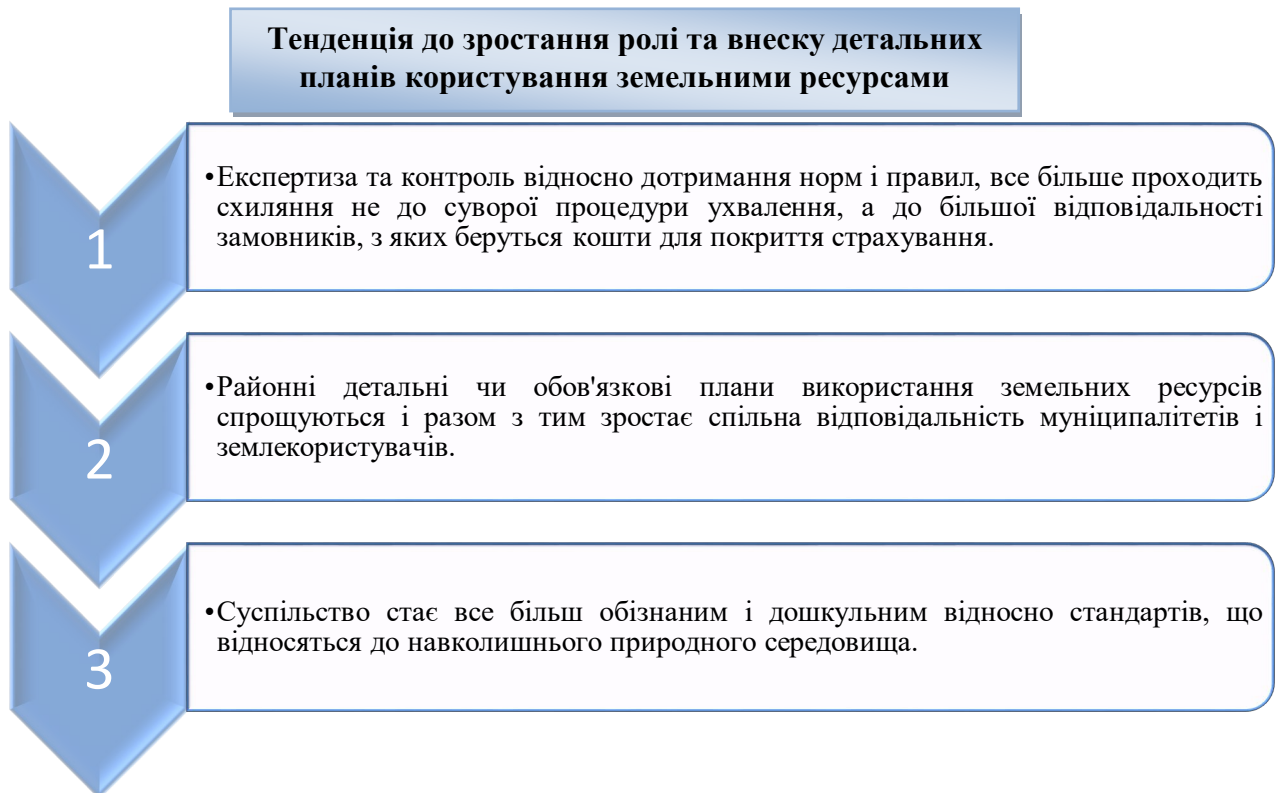 Тенденція до зростання ролі та внеску детальних
планів користування земельними ресурсами
1
•Експертиза та контроль відносно дотримання норм і правил, все більше проходить
схиляння не до суворої процедури ухвалення, а до більшої відповідальності
замовників, з яких беруться кошти для покриття страхування.
2
•Районні детальні чи обов'язкові плани використання земельних ресурсів
спрощуються і разом з тим зростає спільна відповідальність муніципалітетів і
землекористувачів.
3
•Суспільство стає все більш обізнаним і дошкульним відносно стандартів, що
відносяться до навколишнього природного середовища.